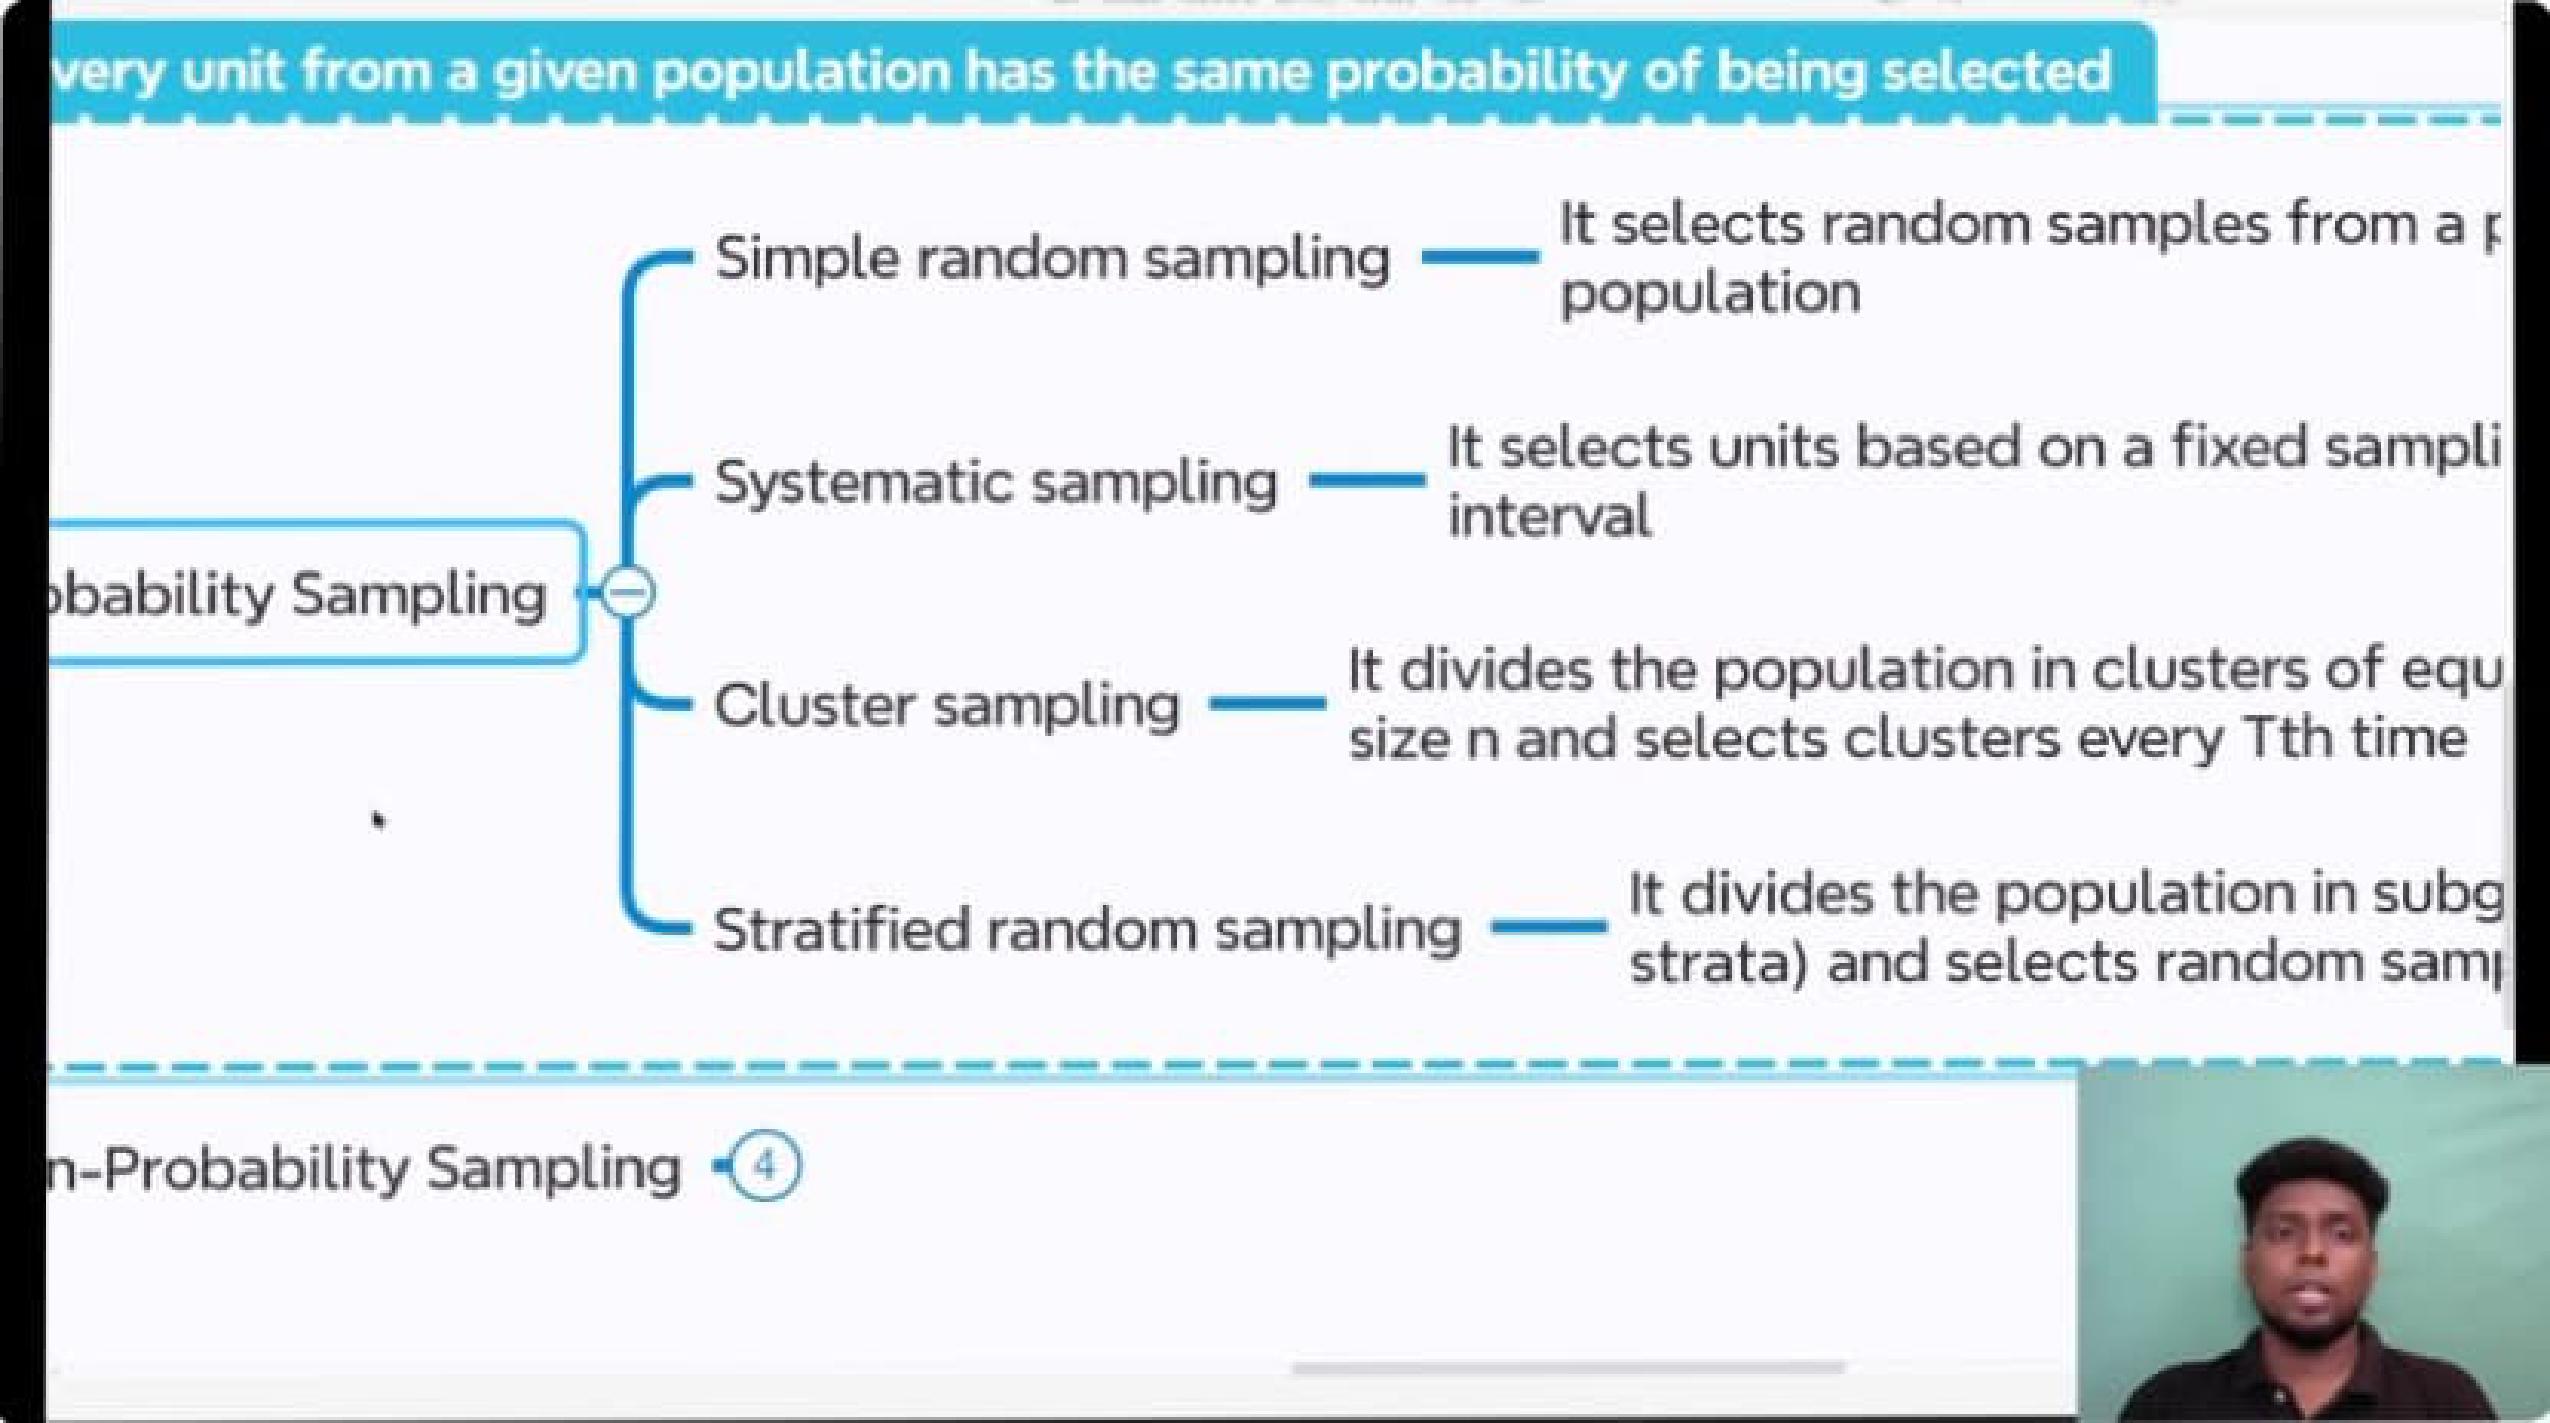 very unit from a given population has the same probability of being selected
Simple random sampling
It selects random samples from a p
population
Systematic sampling
It selects units based on a fixed sampli
interval
obability Sampling
Cluster sampling
It divides the population in clusters of equ
size n and selects clusters every Tth time
Stratified random sampling
It divides the population in subg
strata) and selects random samp
n-Probability Sampling
4